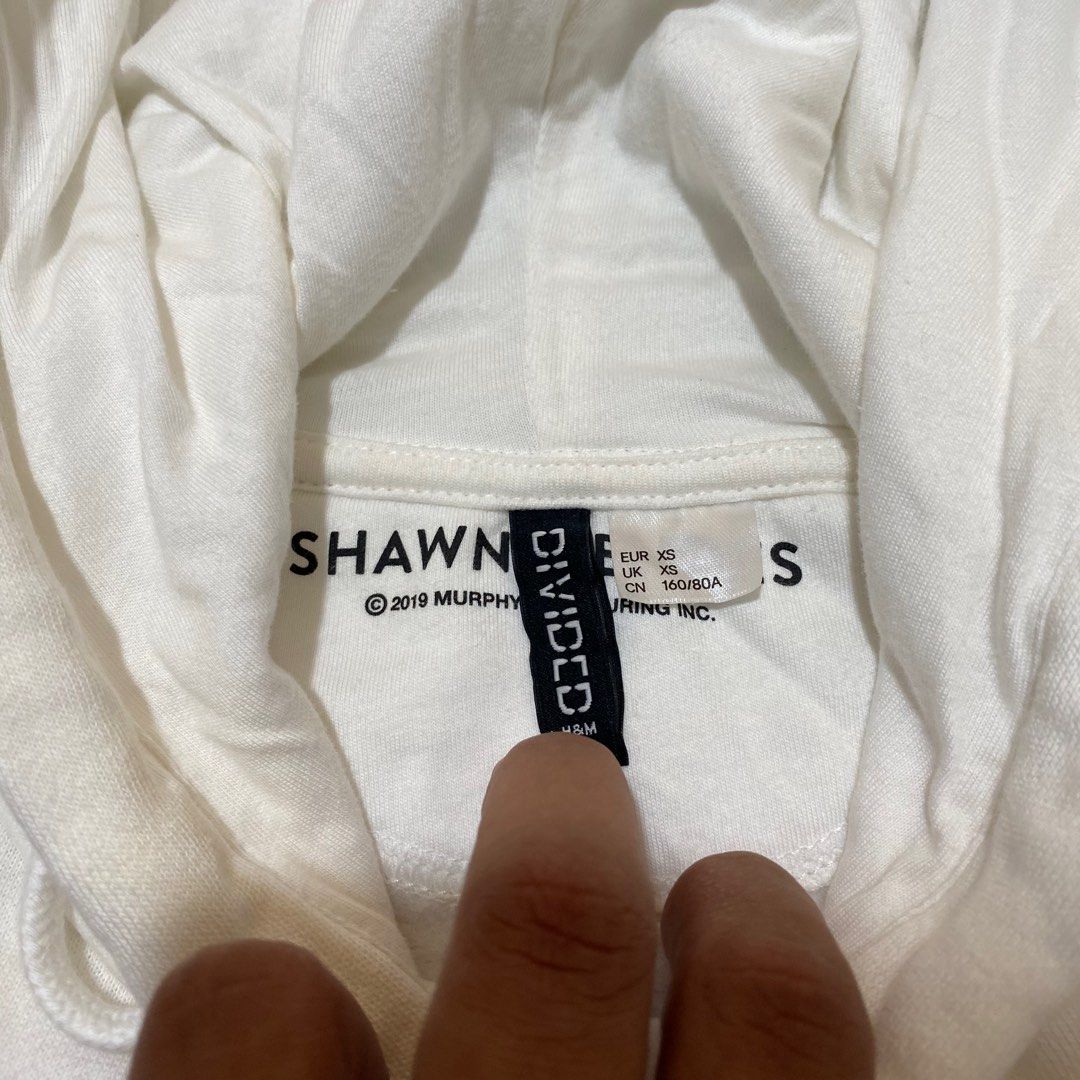 SHAWN
© 2019 MURPHY
INC.
DIVIDED
H&M
EUR XS
UK XS
CN 160/80A